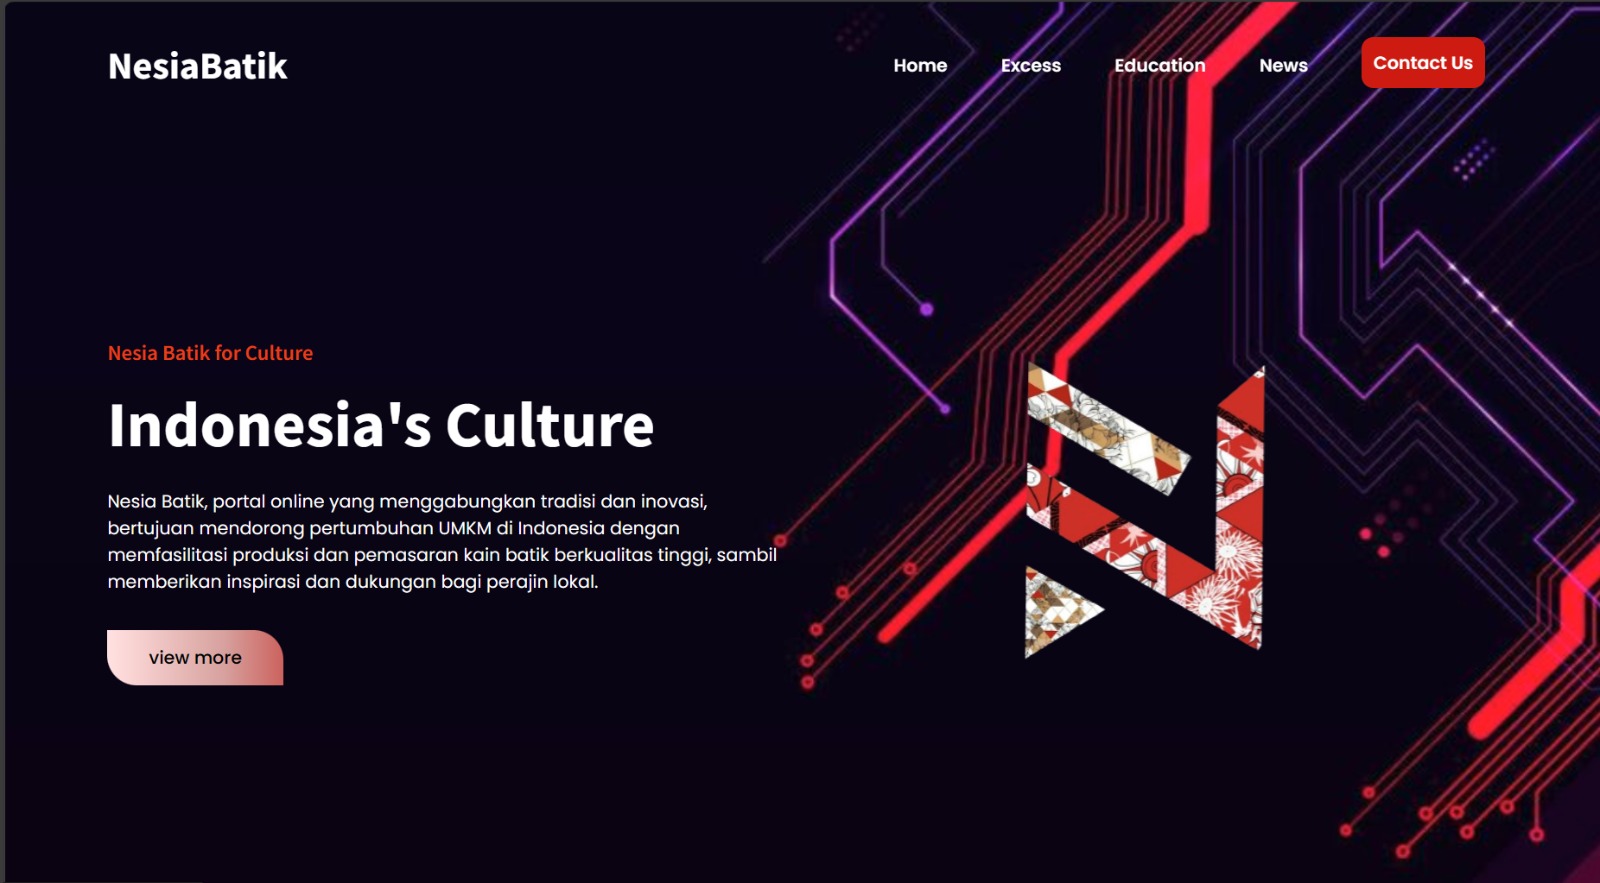 NesiaBatik
Home
Excess
Education
News
Contact Us
Nesia Batik for Culture
Indonesia's Culture
Nesia Batik, portal online yang menggabungkan tradisi dan inovasi,
bertujuan mendorong pertumbuhan UMKM di Indonesia dengan
memfasilitasi produksi dan pemasaran kain batik berkualitas tinggi, sambil
memberikan inspirasi dan dukungan bagi perajin lokal.
view more